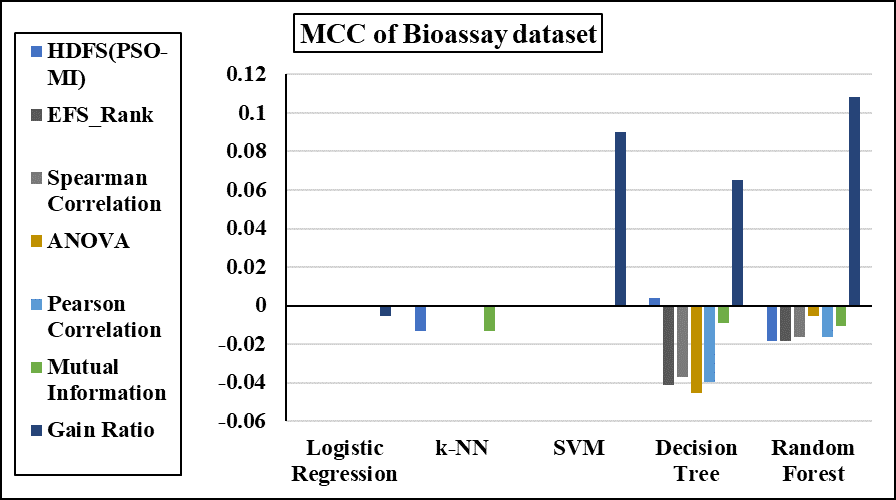 MCC of Bioassay dataset
HDFS(PSO-
MI)
EFS_Rank
Spearman
Correlation
ANOVA
Pearson
Correlation
Mutual
Information
Gain Ratio
0.12
0.1
0.08
0.06
0.04
0.02
0
-0.02
-0.04
-0.06
Logistic
Regression
k-NN
SVM
Decision
Tree
Random
Forest